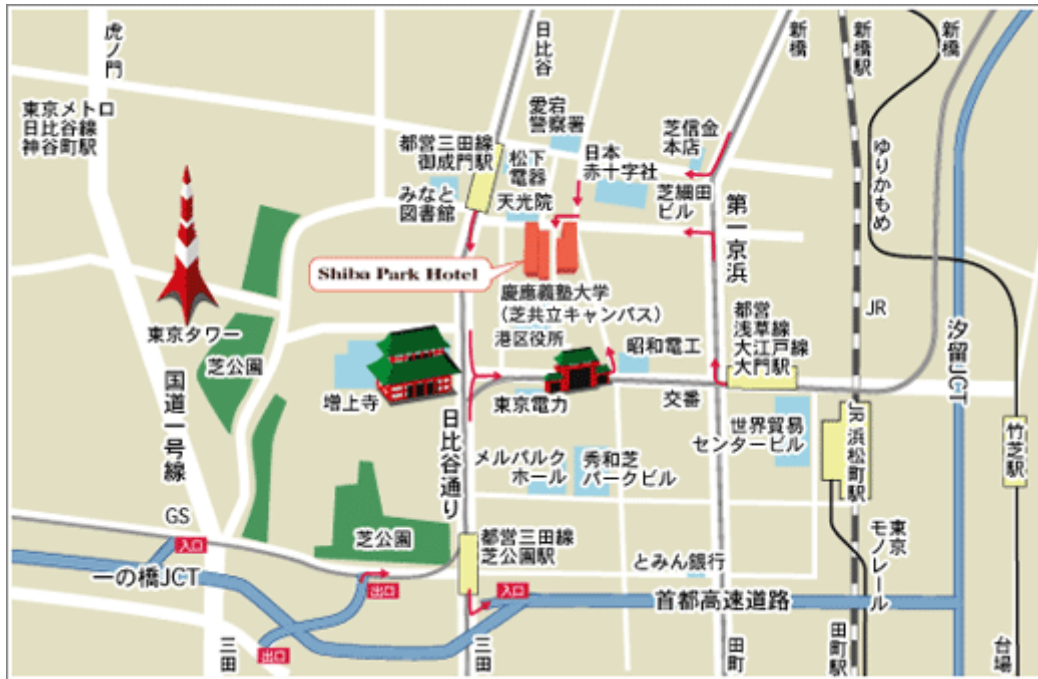 虎ノ門
日比谷
新橋
新橋駅
新橋
東京メトロ
日比谷線
神谷町駅
愛宕
警察署
都営三田線
御成門駅
松下
電器
日本
赤十字社
芝信金
本店
みなと
図書館
天光院
芝細田
ビル
第一京浜
ゆりかもめ
Shiba Park Hotel
慶應義塾大学
(芝共立キャンパス)
港区役所
東京タワー
芝公園
昭和電工
都営
浅草線
大江戸線
大門駅
JR
汐留JCT
国道一号線
増上寺
日比谷通り
東京電力
交番
世界貿易
センタービル
JR浜松町駅
竹芝駅
メルパルク
ホール
秀和芝
パークビル
GS
入口
芝公園
都営三田線
芝公園駅
とみん銀行
東京
モノレール
一の橋JCT
出口
入口
首都高速道路
出口
三田
三田
田町
田町駅
台場